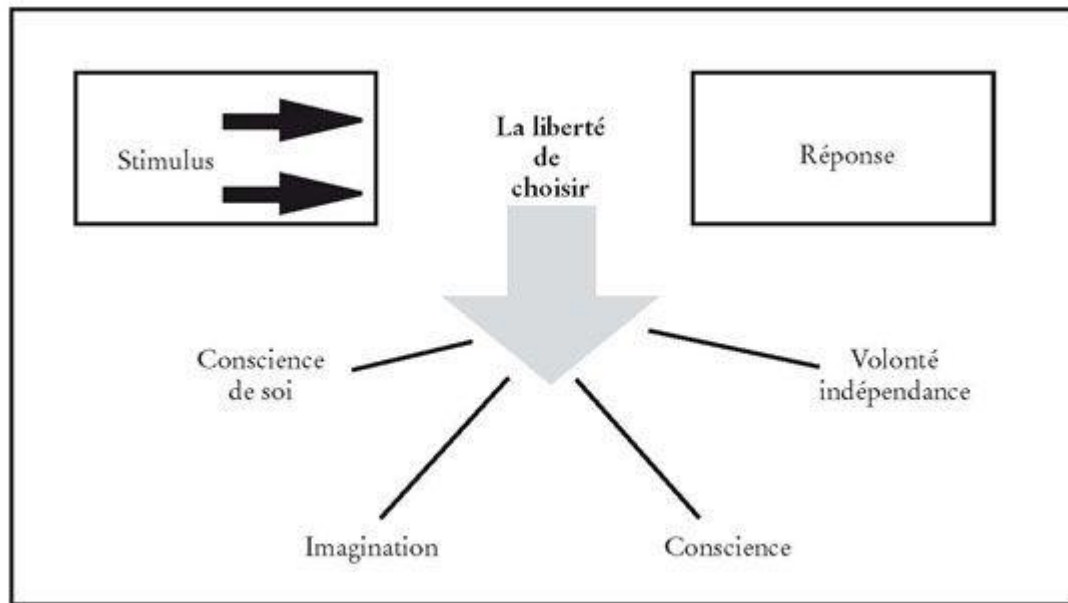 Stimulus
La liberté
de
choisir
Réponse
Conscience
de soi
Volonté
indépendance
Imagination
Conscience